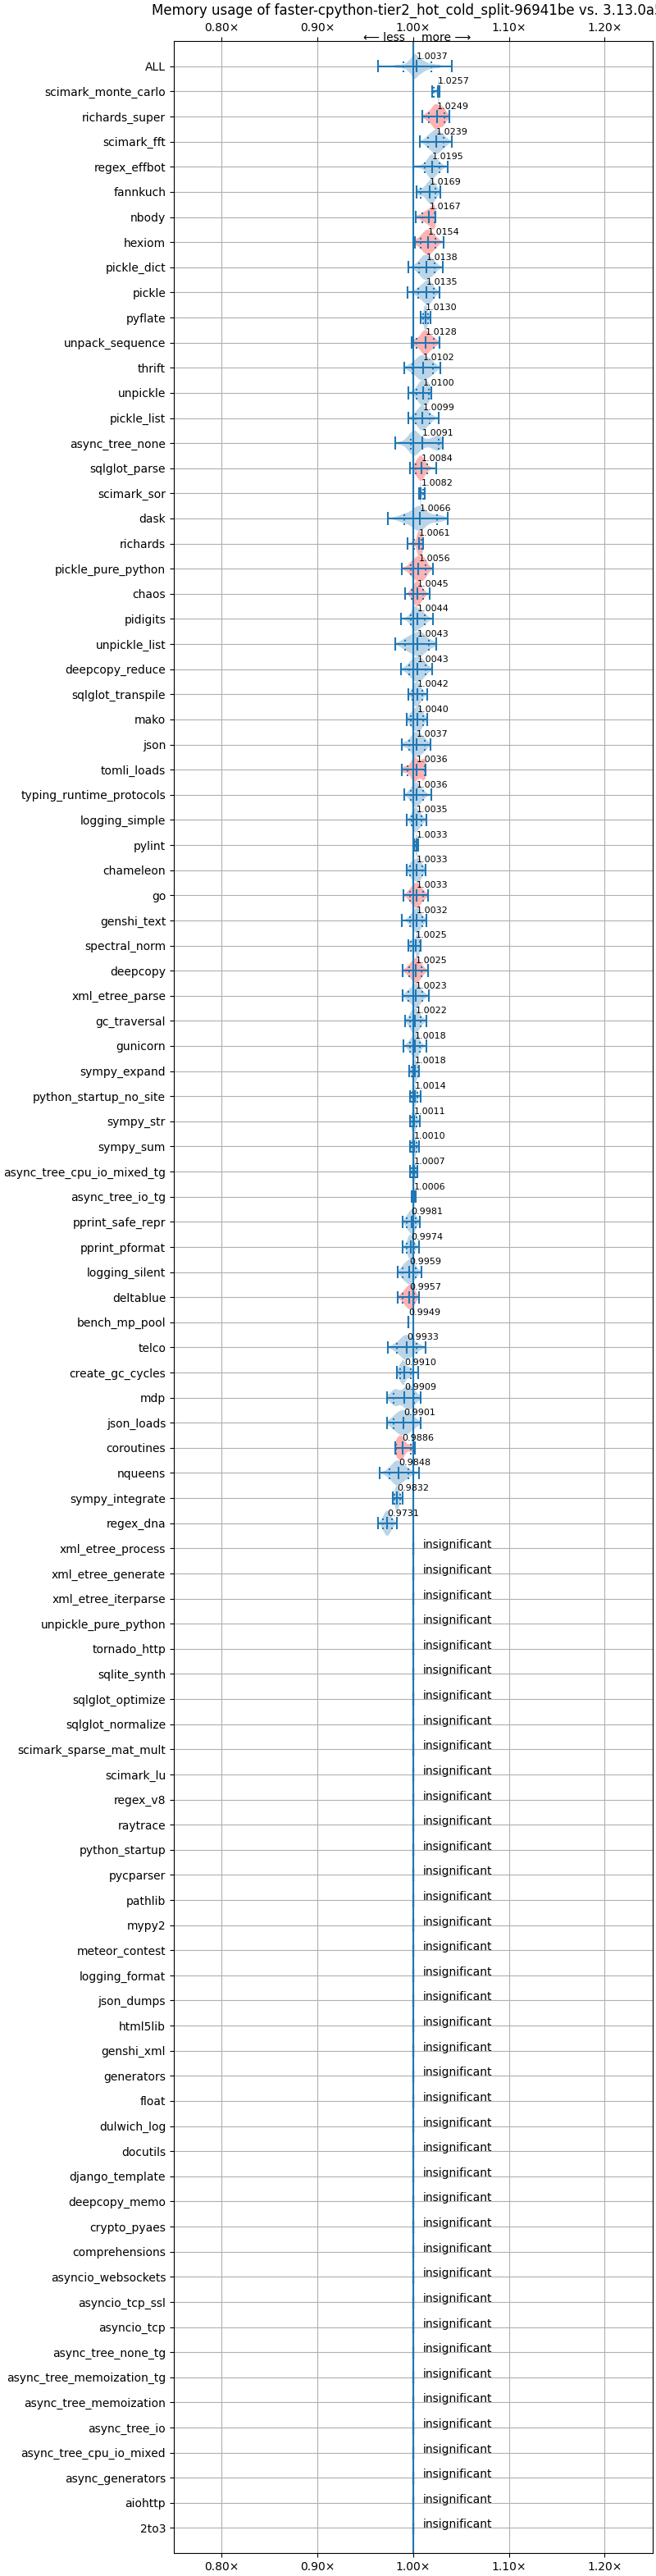 Memory usage of faster-cpython-tier2_hot_cold_split-96941be vs. 3.13.0a
0.80× 0.90× 1.00× 1.10× 1.20×
⟵ less more ⟶
ALL 1.0037
scimark_monte_carlo 1.0257
richards_super 1.0249
scimark_fft 1.0239
regex_effbot 1.0195
fannkuch 1.0169
nbody 1.0167
hexiom 1.0154
pickle_dict 1.0138
pickle 1.0135
pyflate 1.0130
unpack_sequence 1.0128
thrift 1.0102
unpickle 1.0100
pickle_list 1.0099
async_tree_none 1.0091
sqlglot_parse 1.0084
scimark_sor 1.0082
dask 1.0066
richards 1.0061
pickle_pure_python 1.0056
chaos 1.0045
pidigits 1.0044
unpickle_list 1.0043
deepcopy_reduce 1.0043
sqlglot_transpile 1.0042
mako 1.0040
json 1.0037
tomli_loads 1.0036
typing_runtime_protocols 1.0036
logging_simple 1.0035
pylint 1.0033
chameleon 1.0033
go 1.0033
genshi_text 1.0032
spectral_norm 1.0025
deepcopy 1.0025
xml_etree_parse 1.0023
gc_traversal 1.0022
gunicorn 1.0018
sympy_expand 1.0018
python_startup_no_site 1.0014
sympy_str 1.0011
sympy_sum 1.0010
async_tree_cpu_io_mixed_tg 1.0007
async_tree_io_tg 1.0006
pprint_safe_repr 0.9981
pprint_pformat 0.9974
logging_silent 0.9959
deltablue 0.9957
bench_mp_pool 0.9949
telco 0.9933
create_gc_cycles 0.9910
mdp 0.9909
json_loads 0.9901
coroutines 0.9886
nqueens 0.9848
sympy_integrate 0.9832
regex_dna 0.9731
xml_etree_process insignificant
xml_etree_generate insignificant
xml_etree_iterparse insignificant
unpickle_pure_python insignificant
tornado_http insignificant
sqlite_synth insignificant
sqlglot_optimize insignificant
sqlglot_normalize insignificant
scimark_sparse_mat_mult insignificant
scimark_lu insignificant
regex_v8 insignificant
raytrace insignificant
python_startup insignificant
pycparser insignificant
pathlib insignificant
mypy2 insignificant
meteor_contest insignificant
logging_format insignificant
json_dumps insignificant
html5lib insignificant
genshi_xml insignificant
generators insignificant
float insignificant
dulwich_log insignificant
docutils insignificant
django_template insignificant
deepcopy_memo insignificant
crypto_pyaes insignificant
comprehensions insignificant
asyncio_websockets insignificant
asyncio_tcp_ssl insignificant
asyncio_tcp insignificant
async_tree_none_tg insignificant
async_tree_memoization_tg insignificant
async_tree_memoization insignificant
async_tree_io insignificant
async_tree_cpu_io_mixed insignificant
async_generators insignificant
aiohttp insignificant
2to3 insignificant
0.80× 0.90× 1.00× 1.10× 1.20×